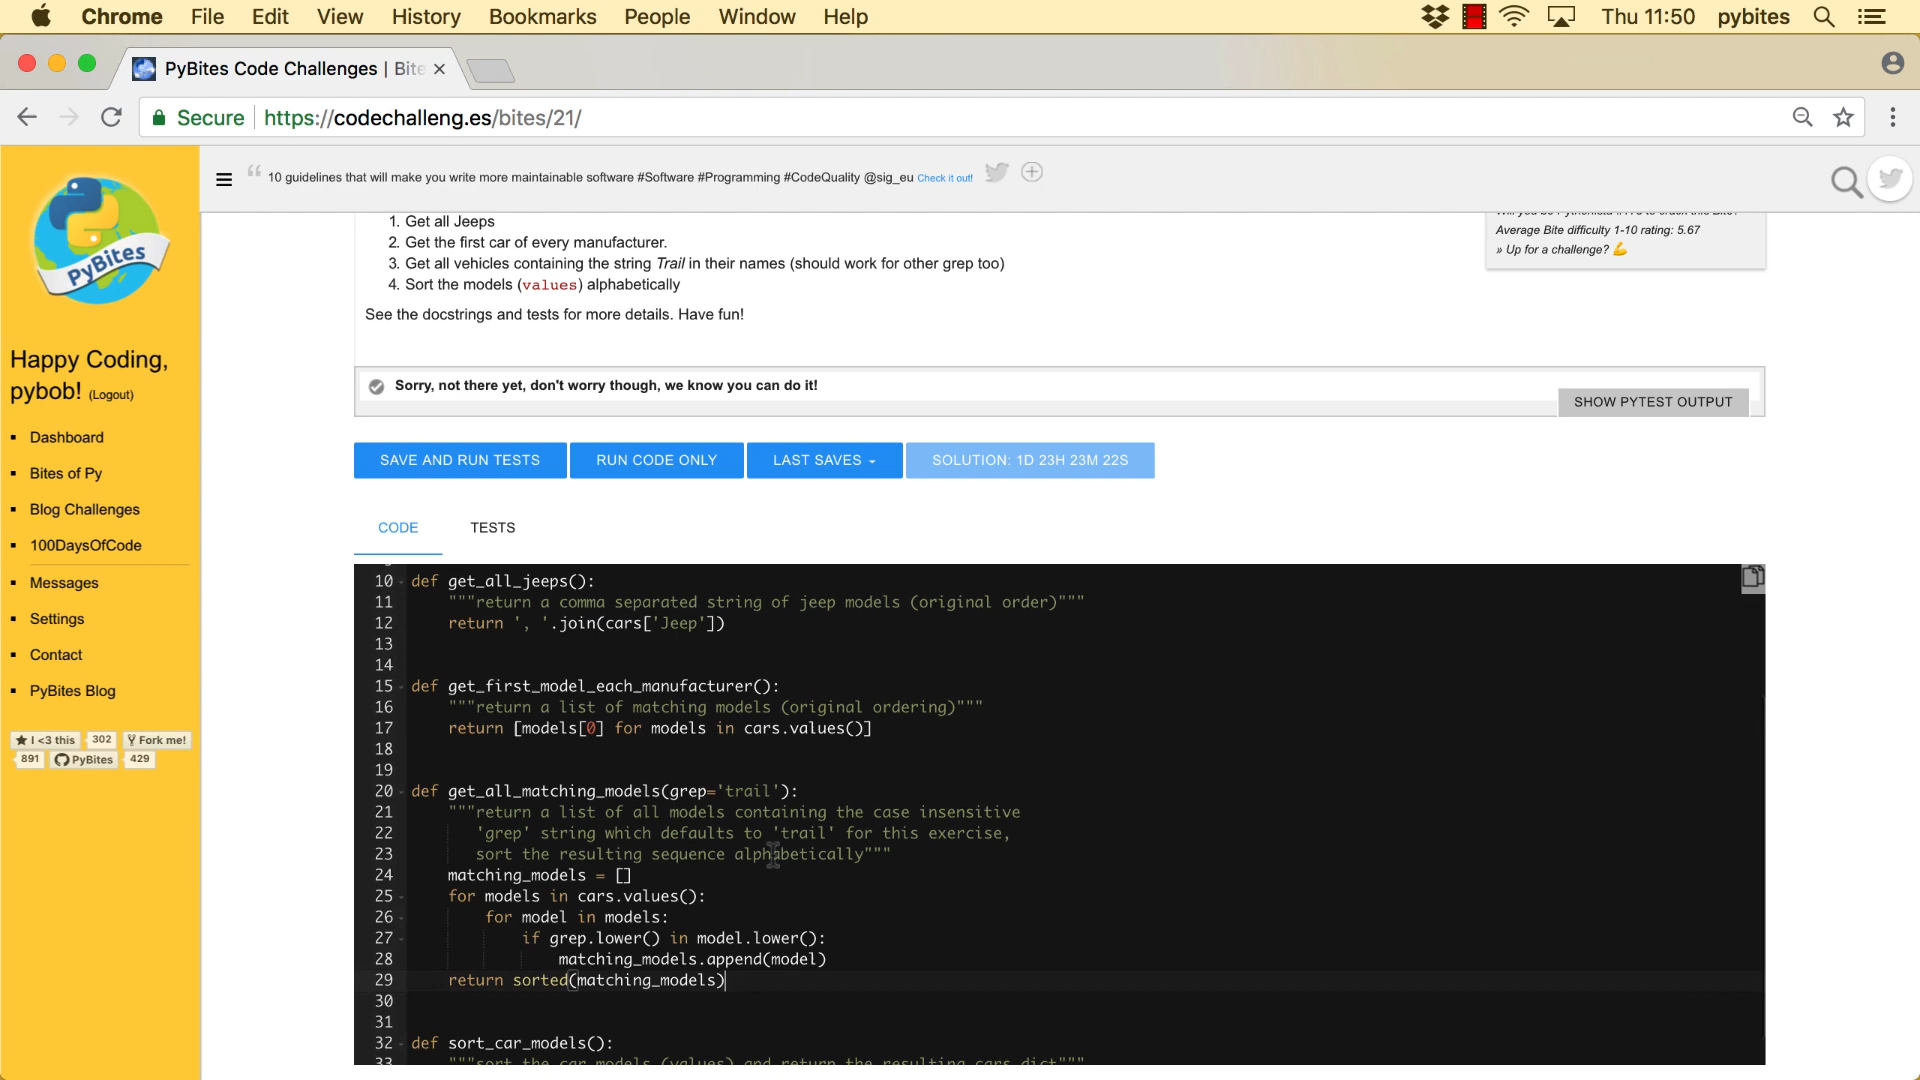 Chrome File Edit View History Bookmarks People Window Help Thu 11:50 pybites
PyBites Code Challenges | Bite
Secure https://codechalleng.es/bites/21/
10 guidelines that will make you write more maintainable software #Software #Programming #CodeQuality @sig_eu Check it out!
PyBites
Happy Coding,
pybob! (Logout)
Dashboard
Bites of Py
Blog Challenges
100DaysOfCode
Messages
Settings
Contact
PyBites Blog
I <3 this 302 Fork me!
891 PyBites 429
1. Get all Jeeps
2. Get the first car of every manufacturer.
3. Get all vehicles containing the string Trail in their names (should work for other grep too)
4. Sort the models (values) alphabetically
See the docstrings and tests for more details. Have fun!
Average Bite difficulty 1-10 rating: 5.67
» Up for a challenge? 💪
Sorry, not there yet, don't worry though, we know you can do it!
SHOW PYTEST OUTPUT
SAVE AND RUN TESTS RUN CODE ONLY LAST SAVES SOLUTION: 1D 23H 23M 22S
CODE TESTS
10 def get_all_jeeps():
11 """return a comma separated string of jeep models (original order)"""
12 return ', '.join(cars['Jeep'])
13
14
15 def get_first_model_each_manufacturer():
16 """return a list of matching models (original ordering)"""
17 return [models[0] for models in cars.values()]
18
19
20 def get_all_matching_models(grep='trail'):
21 """return a list of all models containing the case insensitive
22 'grep' string which defaults to 'trail' for this exercise,
23 sort the resulting sequence alphabetically"""
24 matching_models = []
25 for models in cars.values():
26 for model in models:
27 if grep.lower() in model.lower():
28 matching_models.append(model)
29 return sorted(matching_models)
30
31
32 def sort_car_models():
33 """sort the car models (values) and return the resulting cars dict"""